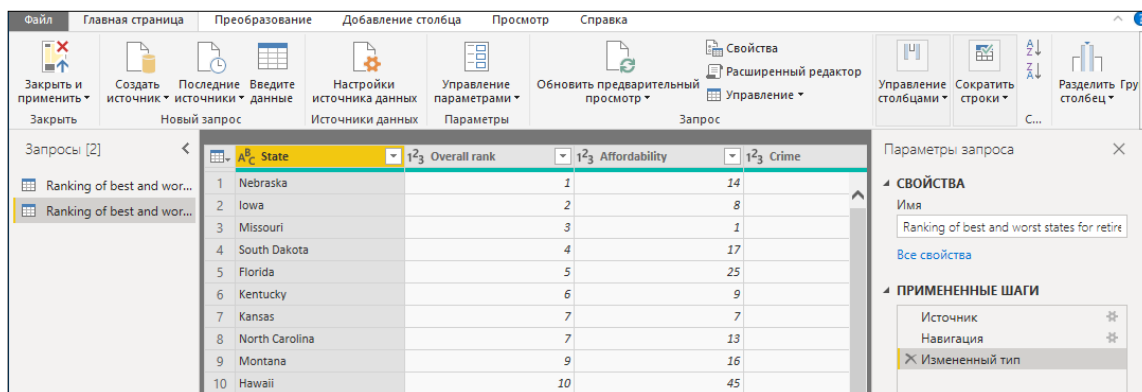 Файл Главная страница Преобразование Добавление столбца Просмотр Справка
Закрыть и применить
Создать источник
Последние источники
Введите данные
Настройки источника данных
Управление параметрами
Обновить предварительный просмотр
Свойства
Расширенный редактор
Управление
Управление столбцами
Сократить строки
Разделить столбец
Гру
Закрыть Новый запрос Источники данных Параметры Запрос С...
Запросы [2]
Ranking of best and wor...
Ranking of best and wor...
State Overall rank Affordability Crime
1 Nebraska 1 14
2 Iowa 2 8
3 Missouri 3 1
4 South Dakota 4 17
5 Florida 5 25
6 Kentucky 6 9
7 Kansas 7 7
8 North Carolina 7 13
9 Montana 9 16
10 Hawaii 10 45
Параметры запроса
СВОЙСТВА
Имя
Ranking of best and worst states for retire
Все свойства
ПРИМЕНЕННЫЕ ШАГИ
Источник
Навигация
Измененный тип